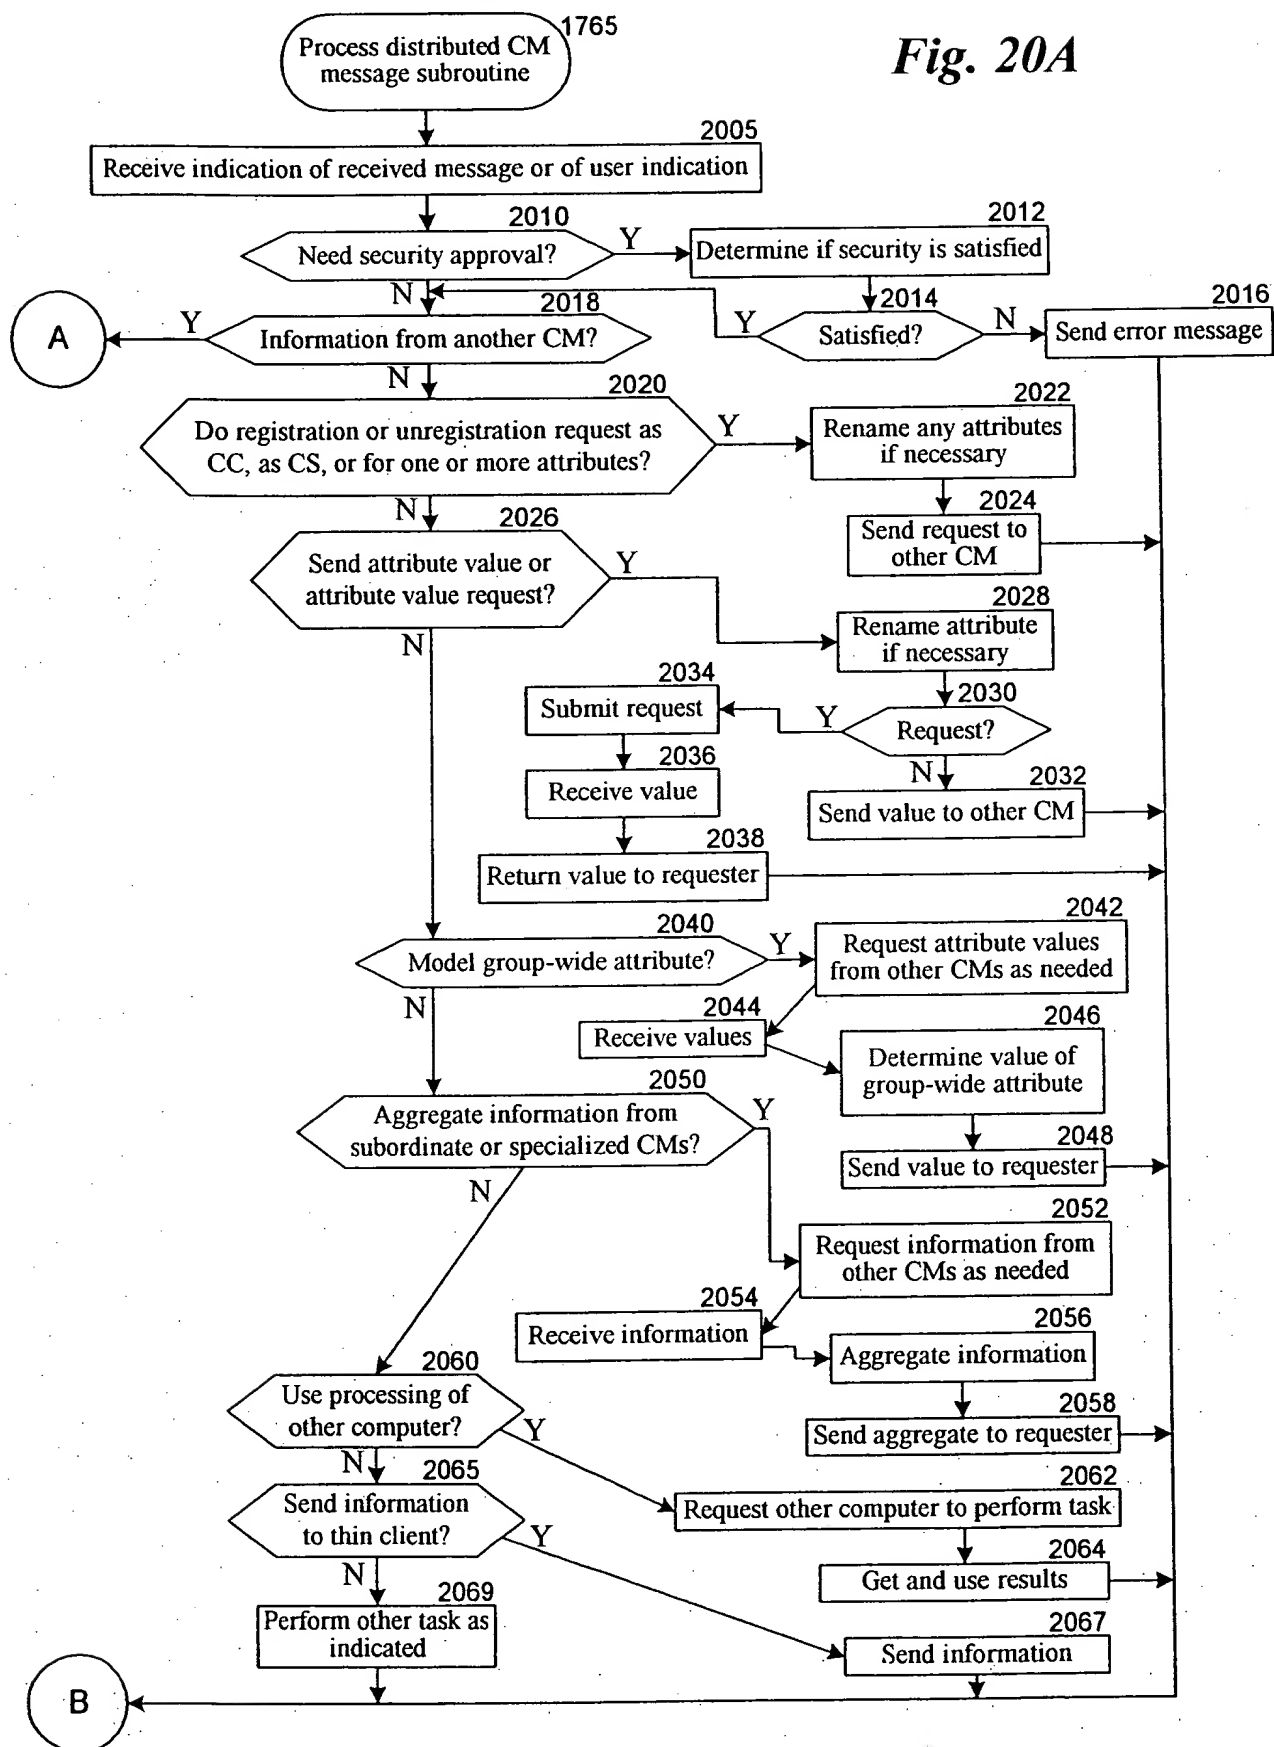 Fig. 20A
1765
Process distributed CM
message subroutine
2005
Receive indication of received message or of user indication
2010
Need security approval?
Y
N
2012
Determine if security is satisfied
2014
Satisfied?
Y
N
2016
Send error message
2018
Information from another CM?
Y
A
N
2020
Do registration or unregistration request as
CC, as CS, or for one or more attributes?
Y
N
2022
Rename any attributes
if necessary
2024
Send request to
other CM
2026
Send attribute value or
attribute value request?
Y
N
2028
Rename attribute
if necessary
2030
Request?
Y
N
2034
Submit request
2036
Receive value
2032
Send value to other CM
2038
Return value to requester
2040
Model group-wide attribute?
Y
N
2042
Request attribute values
from other CMs as needed
2044
Receive values
2046
Determine value of
group-wide attribute
2048
Send value to requester
2050
Aggregate information from
subordinate or specialized CMs?
Y
N
2052
Request information from
other CMs as needed
2054
Receive information
2056
Aggregate information
2058
Send aggregate to requester
2060
Use processing of
other computer?
Y
N
2062
Request other computer to perform task
2064
Get and use results
2065
Send information
to thin client?
Y
N
2067
Send information
2069
Perform other task as
indicated
B